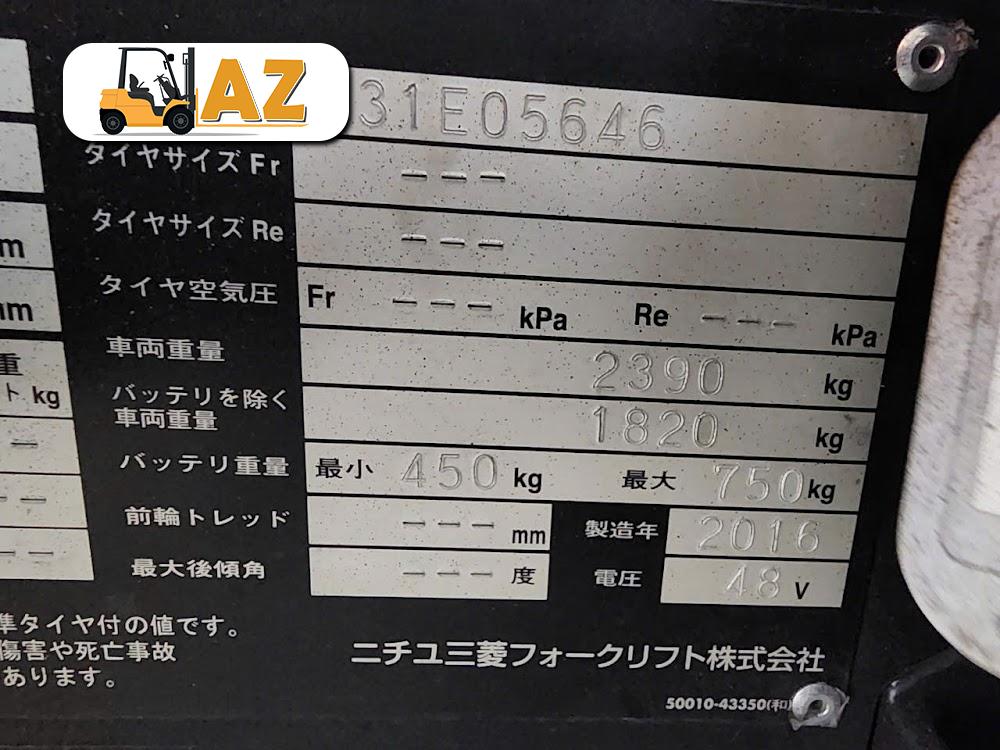 AZ
31E05646
タイヤサイズ Fr ---
タイヤサイズ Re ---
タイヤ空気圧 Fr --- kPa Re --- kPa
車両重量 2390 kg
バッテリを除く
車両重量 1820 kg
バッテリ重量 最小 450 kg 最大 750 kg
前輪トレッド --- mm 製造年 2016
最大後傾角 --- 度 電圧 48 V
m
mm
重
ト kg
--
--
--
準タイヤ付の値です。
傷害や死亡事故
あります。
ニチユ三菱フォークリフト株式会社
50010-43350(和)